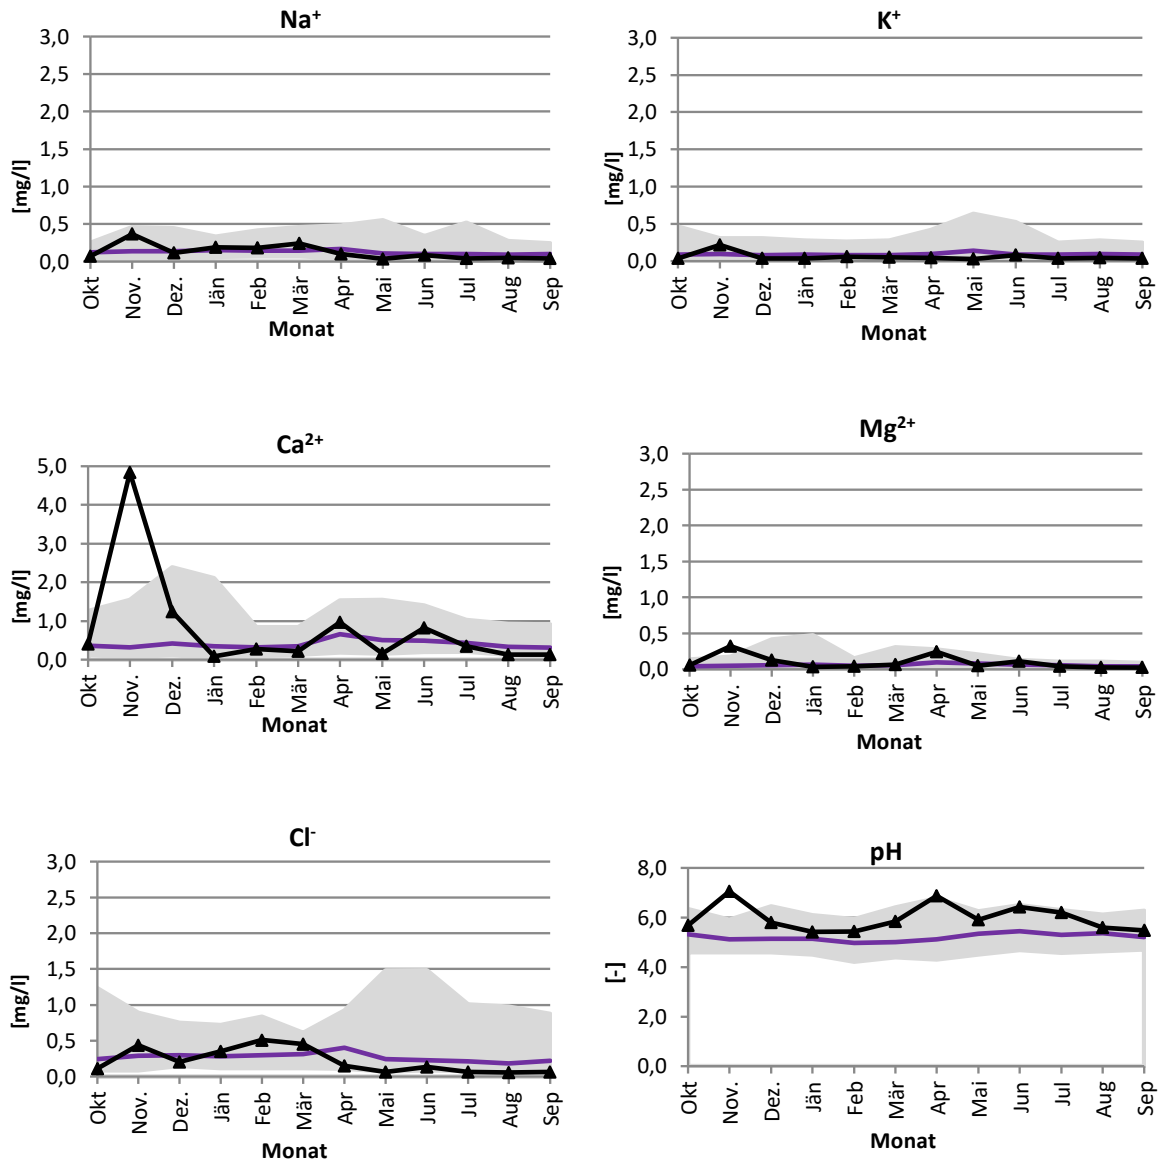 Na⁺
3,0
2,5
2,0
1,5
1,0
0,5
0,0
[mg/l]
Okt Nov. Dez. Jän Feb Mär Apr Mai Jun Jul Aug Sep
Monat
K⁺
3,0
2,5
2,0
1,5
1,0
0,5
0,0
[mg/l]
Okt Nov. Dez. Jän Feb Mär Apr Mai Jun Jul Aug Sep
Monat
Ca²⁺
5,0
4,0
3,0
2,0
1,0
0,0
[mg/l]
Okt Nov. Dez. Jän Feb Mär Apr Mai Jun Jul Aug Sep
Monat
Mg²⁺
3,0
2,5
2,0
1,5
1,0
0,5
0,0
[mg/l]
Okt Nov. Dez. Jän Feb Mär Apr Mai Jun Jul Aug Sep
Monat
Cl⁻
3,0
2,5
2,0
1,5
1,0
0,5
0,0
[mg/l]
Okt Nov. Dez. Jän Feb Mär Apr Mai Jun Jul Aug Sep
Monat
pH
8,0
6,0
4,0
2,0
0,0
[-]
Okt Nov. Dez. Jän Feb Mär Apr Mai Jun Jul Aug Sep
Monat